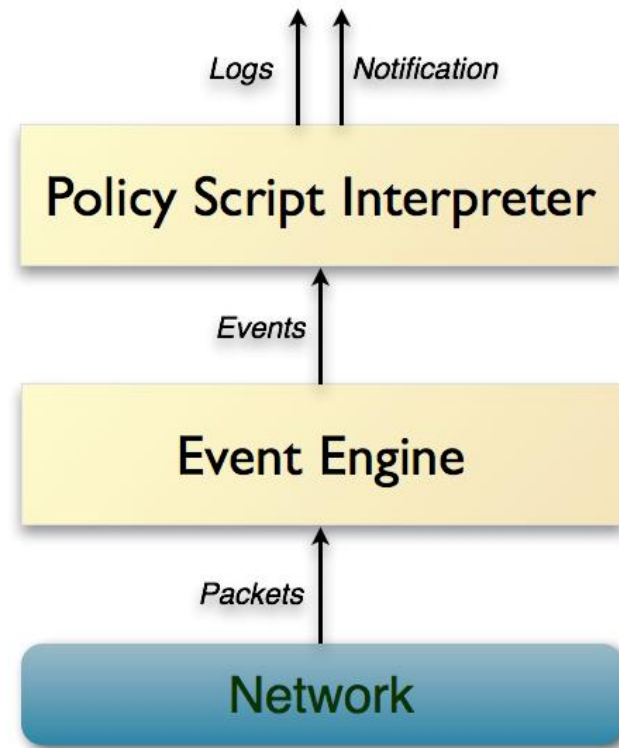 Logs
Notification
Policy Script Interpreter
Events
Event Engine
Packets
Network